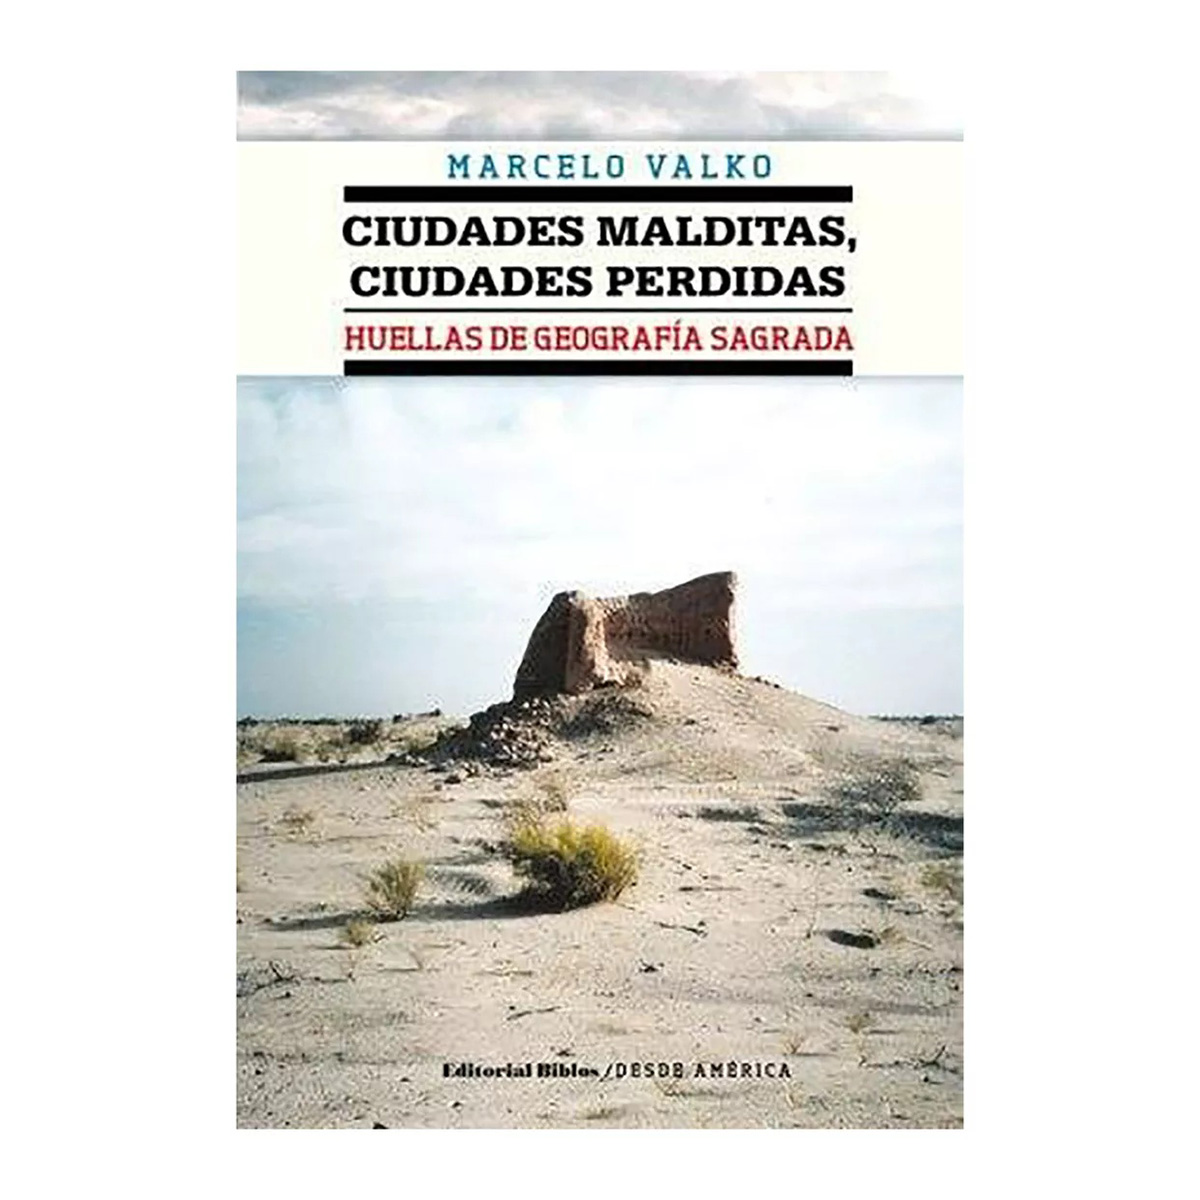 MARCELO VALKO
CIUDADES MALDITAS,
CIUDADES PERDIDAS
HUELLAS DE GEOGRAFÍA SAGRADA
Editorial Biblos/DESDE AMÉRICA